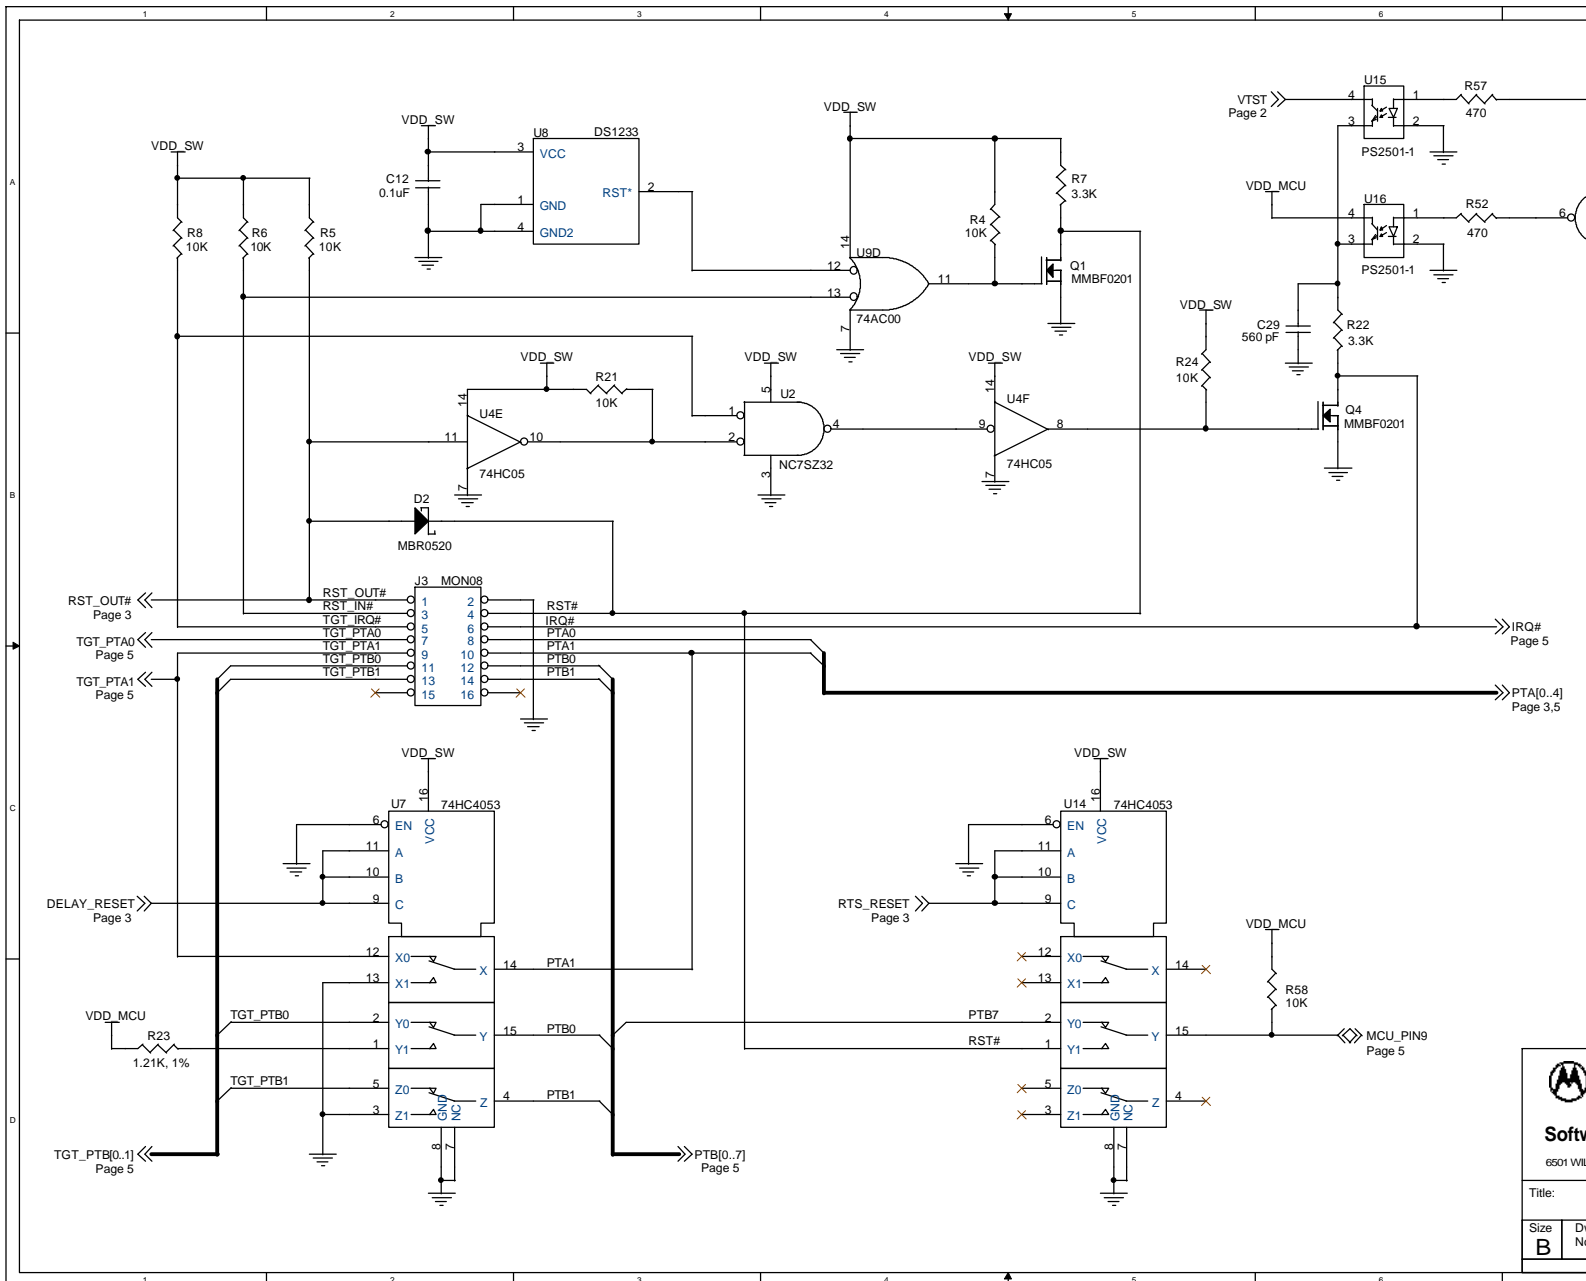 1 2 3 4 5 6
A
B
C
D
VDD_SW
R8
10K
R6
10K
R5
10K
VDD_SW
C12
0.1uF
U8 DS1233
3 VCC
1 GND
4 GND2
RST* 2
VDD_SW
R4
10K
R7
3.3K
14
U9D
12
13
11
7
74AC00
Q1
MMBF0201
VTST
Page 2
U15
4 1
3 2
PS2501-1
R57
470
VDD_MCU
U16
4 1
3 2
PS2501-1
R52
470
6
C29
560 pF
R22
3.3K
VDD_SW
R24
10K
Q4
MMBF0201
VDD_SW
R21
10K
14
U4E
11 10
74HC05
7
VDD_SW
5
U2
1
2
4
3
NC7SZ32
VDD_SW
14
U4F
9 8
74HC05
7
D2
MBR0520
J3 MON08
RST_OUT#
Page 3
TGT_PTA0
Page 5
TGT_PTA1
Page 5
RST_OUT# 1 2
RST_IN# 3 4 RST#
TGT_IRQ# 5 6 IRQ#
TGT_PTA0 7 8 PTA0
TGT_PTA1 9 10 PTA1
TGT_PTB0 11 12 PTB0
TGT_PTB1 13 14 PTB1
15 16
IRQ#
Page 5
PTA[0..4]
Page 3,5
VDD_SW
16
U7 74HC4053
6 EN
VCC
11 A
10 B
9 C
DELAY_RESET
Page 3
12 X0
13 X1
X 14 PTA1
TGT_PTB0 2 Y0
1 Y1
Y 15 PTB0
VDD_MCU
R23
1.21K, 1%
TGT_PTB1 5 Z0
3 Z1
Z 4 PTB1
GND
NC
8
7
TGT_PTB[0..1]
Page 5
PTB[0..7]
Page 5
VDD_SW
16
U14 74HC4053
6 EN
VCC
11 A
10 B
9 C
RTS_RESET
Page 3
12 X0
13 X1
X 14
PTB7 2 Y0
RST# 1 Y1
Y 15
5 Z0
3 Z1
Z 4
GND
NC
8
7
VDD_MCU
R58
10K
MCU_PIN9
Page 5
Softw
6501 WIL
Title:
Size
B
1 2 3 4 5 6